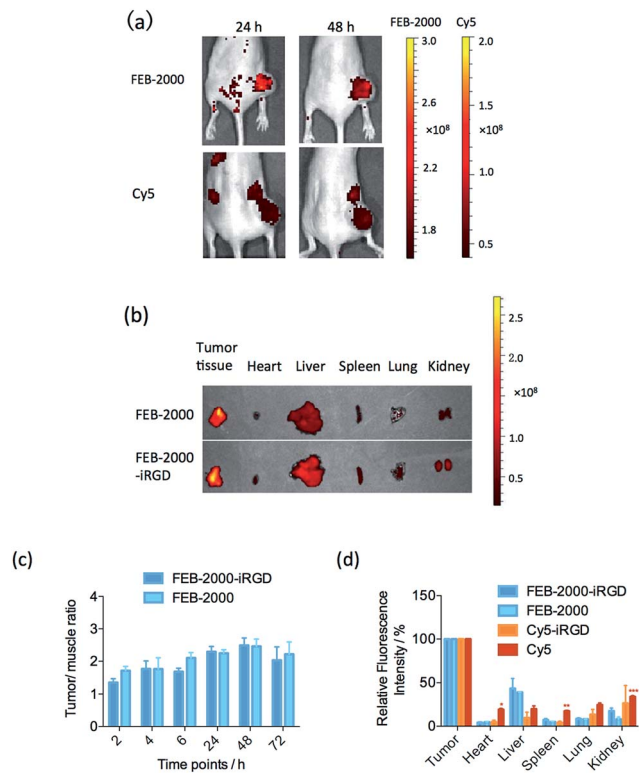 (a)
24 h 48 h FEB-2000 Cy5
FEB-2000
3.0 2.0
2.6 1.5
×10⁸ ×10⁸
2.2 1.0
1.8 0.5
Cy5
(b)
Tumor tissue Heart Liver Spleen Lung Kidney
FEB-2000
FEB-2000
-iRGD
2.5
2.0
×10⁸
1.5
1.0
0.5
(c)
FEB-2000-iRGD
FEB-2000
Tumor/ muscle ratio
4
3
2
1
0
2 4 6 24 48 72
Time points / h
(d)
FEB-2000-iRGD
FEB-2000
Cy5-iRGD
Cy5
Relative Fluorescence
Intensity / %
150
100
50
0
* ** ***
Tumor Heart Liver Spleen Lung Kidney